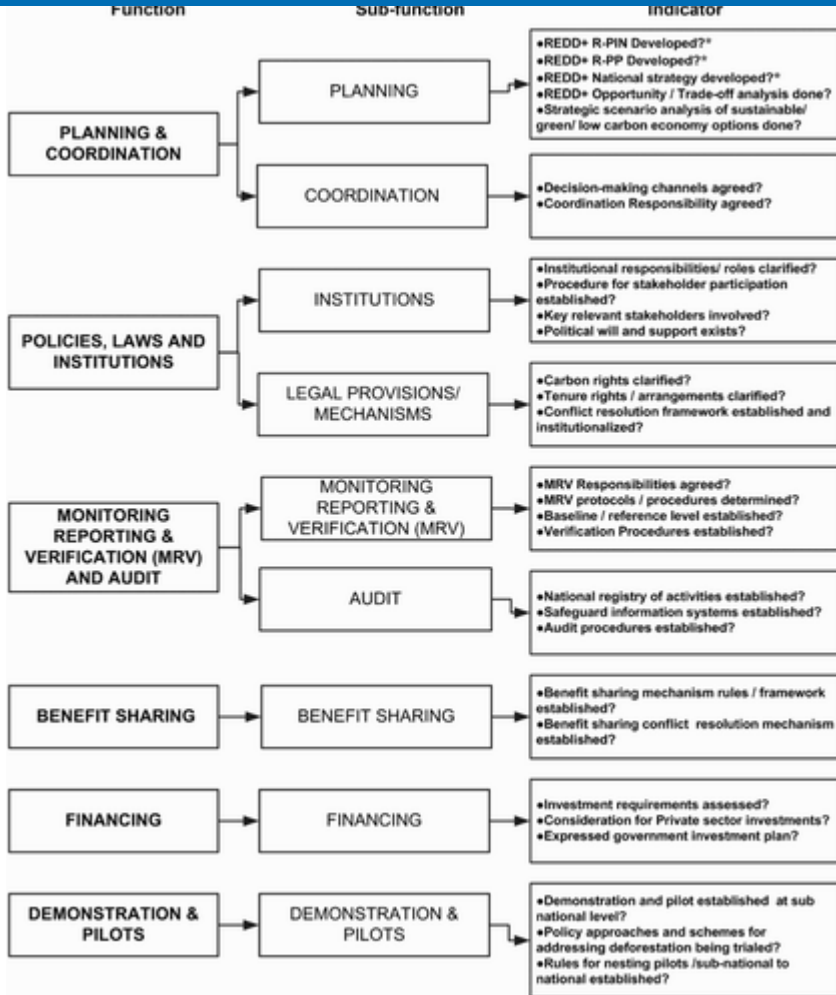 Function
Sub-function
Indicator
PLANNING &
COORDINATION
PLANNING
●REDD+ R-PIN Developed?*
●REDD+ R-PP Developed?*
●REDD+ National strategy developed?*
●REDD+ Opportunity / Trade-off analysis done?
●Strategic scenario analysis of sustainable/
green/ low carbon economy options done?
COORDINATION
●Decision-making channels agreed?
●Coordination Responsibility agreed?
POLICIES, LAWS AND
INSTITUTIONS
INSTITUTIONS
●Institutional responsibilities/ roles clarified?
●Procedure for stakeholder participation
established?
●Key relevant stakeholders involved?
●Political will and support exists?
LEGAL PROVISIONS/
MECHANISMS
●Carbon rights clarified?
●Tenure rights / arrangements clarified?
●Conflict resolution framework established and
institutionalized?
MONITORING
REPORTING &
VERIFICATION (MRV)
AND AUDIT
MONITORING
REPORTING &
VERIFICATION (MRV)
●MRV Responsibilities agreed?
●MRV protocols / procedures determined?
●Baseline / reference level established?
●Verification Procedures established?
AUDIT
●National registry of activities established?
●Safeguard information systems established?
●Audit procedures established?
BENEFIT SHARING
BENEFIT SHARING
●Benefit sharing mechanism rules / framework
established?
●Benefit sharing conflict resolution mechanism
established?
FINANCING
FINANCING
●Investment requirements assessed?
●Consideration for Private sector investments?
●Expressed government investment plan?
DEMONSTRATION &
PILOTS
DEMONSTRATION &
PILOTS
●Demonstration and pilot established at sub
national level?
●Policy approaches and schemes for
addressing deforestation being trialed?
●Rules for nesting pilots /sub-national to
national established?